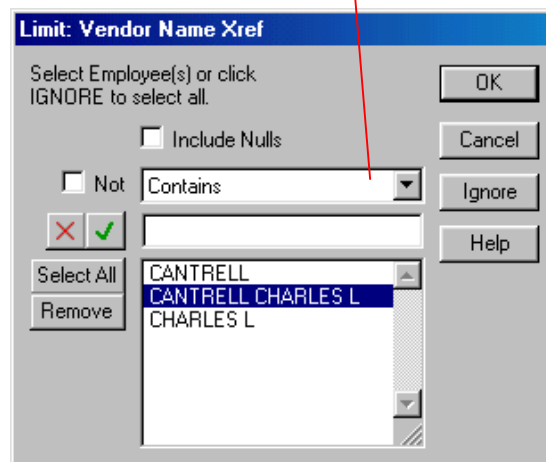 Limit: Vendor Name Xref
Select Employee(s) or click
IGNORE to select all.
OK
Include Nulls
Cancel
Not
Contains
Ignore
Help
Select All
Remove
CANTRELL
CANTRELL CHARLES L
CHARLES L